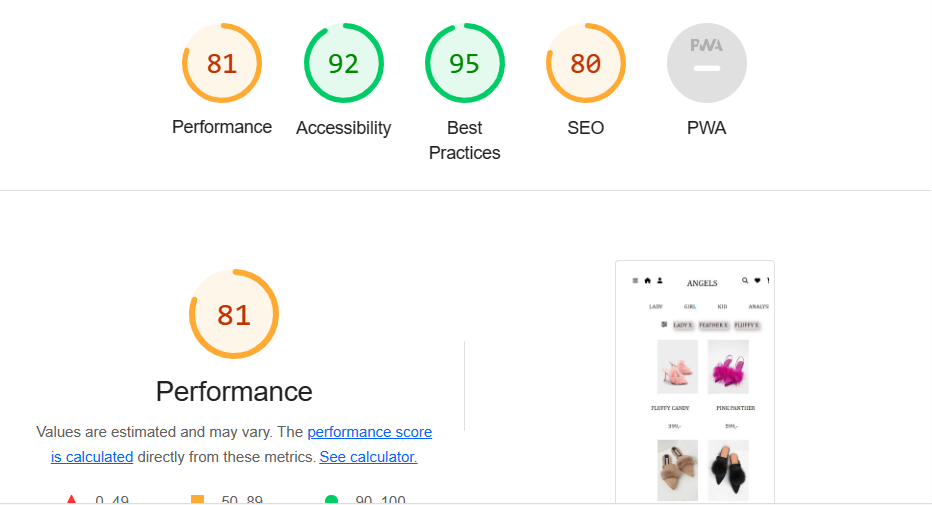 81
92
95
80
PWA
Performance
Accessibility
Best
Practices
SEO
PWA
81
Performance
Values are estimated and may vary. The performance score
is calculated directly from these metrics. See calculator.
0–49
50–89
90–100
ANGELS
LADY GIRL KID ANALYS
LADY X FEATHER X FLUFFY X
FLUFFY CANDY PINK PANTHER
399,- 599,-